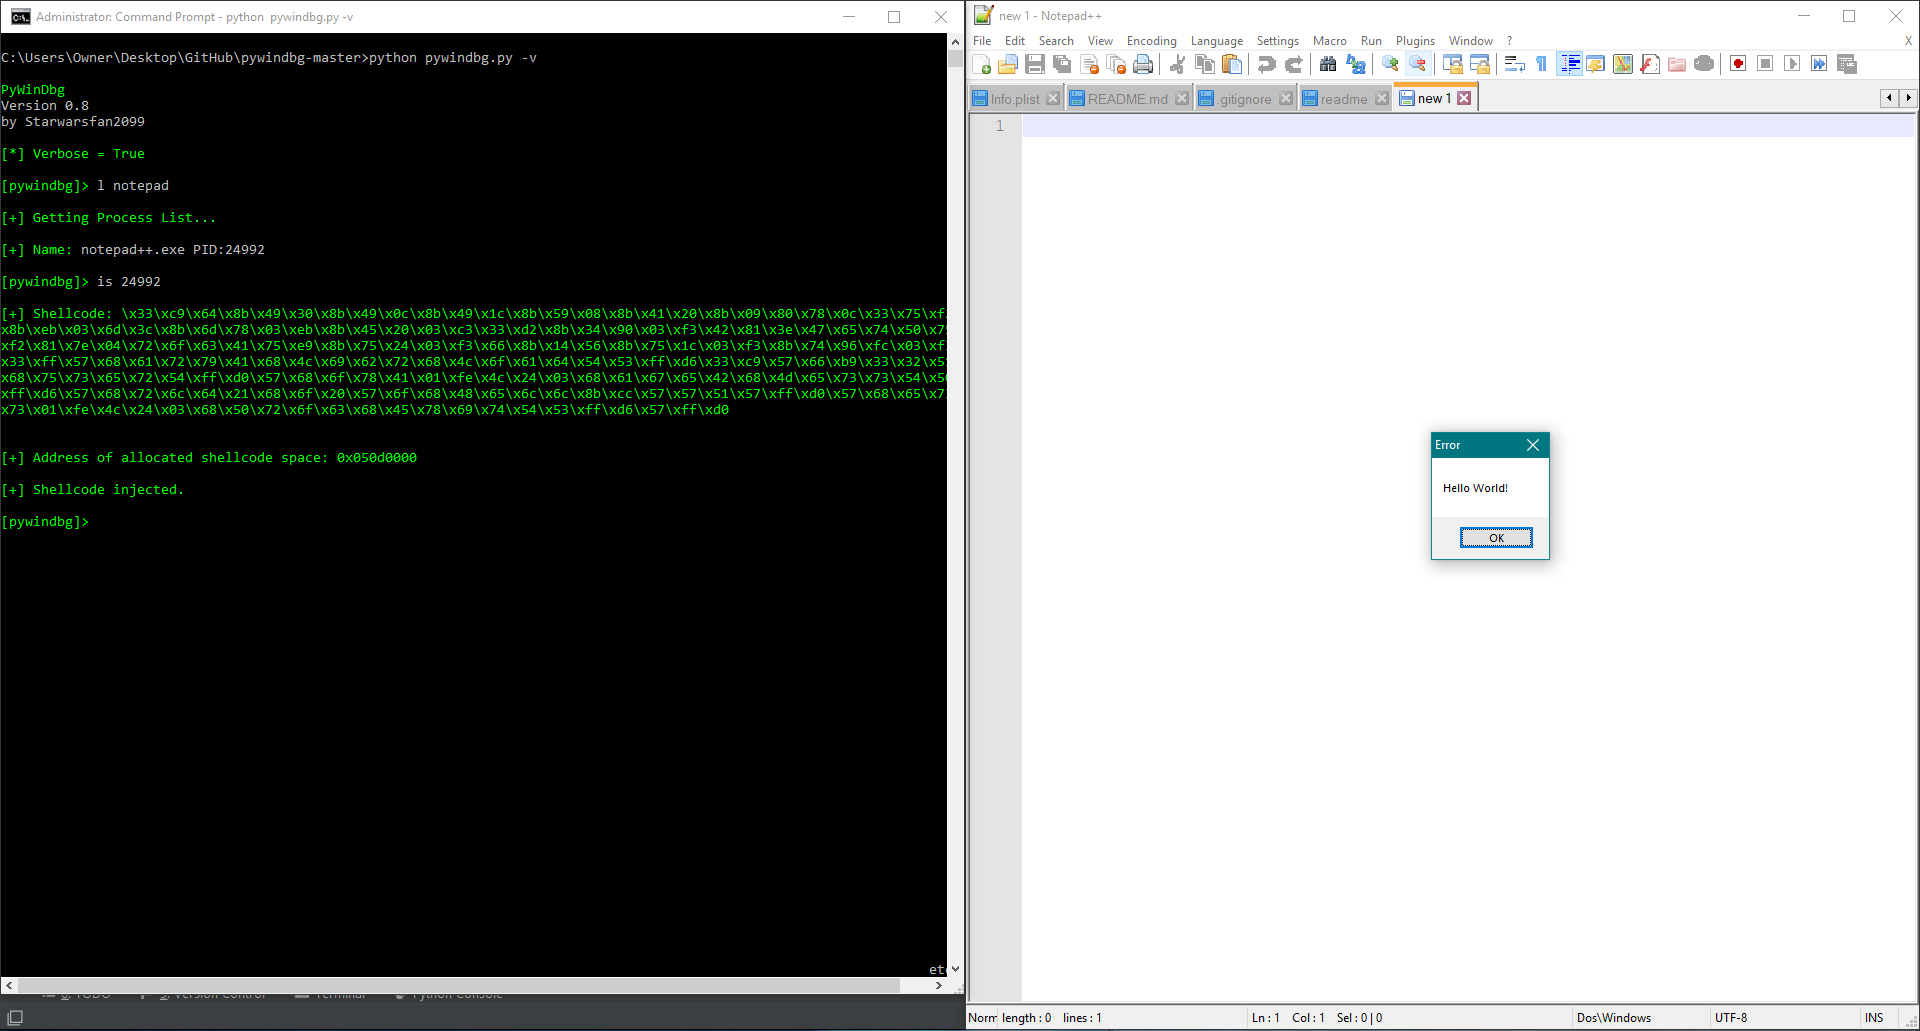 Administrator: Command Prompt - python  pywindbg.py -v
C:\Users\Owner\Desktop\GitHub\pywindbg-master>python pywindbg.py -v
PyWinDbg
Version 0.8
by Starwarsfan2099
[*] Verbose = True
[pywindbg]> l notepad
[+] Getting Process List...
[+] Name: notepad++.exe PID:24992
[pywindbg]> is 24992
[+] Shellcode: \x33\xc9\x64\x8b\x49\x30\x8b\x49\x0c\x8b\x49\x1c\x8b\x59\x08\x8b\x41\x20\x8b\x09\x80\x78\x0c\x33\x75\xf
x8b\xeb\x03\x6d\x3c\x8b\x6d\x78\x03\xeb\x8b\x45\x20\x03\xc3\x33\xd2\x8b\x34\x90\x03\xf3\x42\x81\x3e\x47\x65\x74\x50\x7
xf2\x81\x7e\x04\x72\x6f\x63\x41\x75\xe9\x8b\x75\x24\x03\xf3\x66\x8b\x14\x56\x8b\x75\x1c\x03\xf3\x8b\x74\x96\xfc\x03\xf
x33\xff\x57\x68\x61\x72\x79\x41\x68\x4c\x69\x62\x72\x68\x4c\x6f\x61\x64\x54\x53\xff\xd6\x33\xc9\x57\x66\xb9\x33\x32\x5
x68\x75\x73\x65\x72\x54\xff\xd0\x57\x68\x6f\x78\x41\x01\xfe\x4c\x24\x03\x68\x61\x67\x65\x42\x68\x4d\x65\x73\x73\x54\x5
xff\xd6\x57\x68\x72\x6c\x64\x21\x68\x6f\x20\x57\x6f\x68\x48\x65\x6c\x6c\x8b\xcc\x57\x57\x51\x57\xff\xd0\x57\x68\x65\x7
x73\x01\xfe\x4c\x24\x03\x68\x50\x72\x6f\x63\x68\x45\x78\x69\x74\x54\x53\xff\xd6\x57\xff\xd0
[+] Address of allocated shellcode space: 0x050d0000
[+] Shellcode injected.
[pywindbg]>
new 1 - Notepad++
File Edit Search View Encoding Language Settings Macro Run Plugins Window ? X
Info.plist README.md .gitignore readme new 1
1
Error
Hello World!
OK
Norm length : 0 lines : 1 Ln : 1 Col : 1 Sel : 0 | 0 Dos\Windows UTF-8 INS